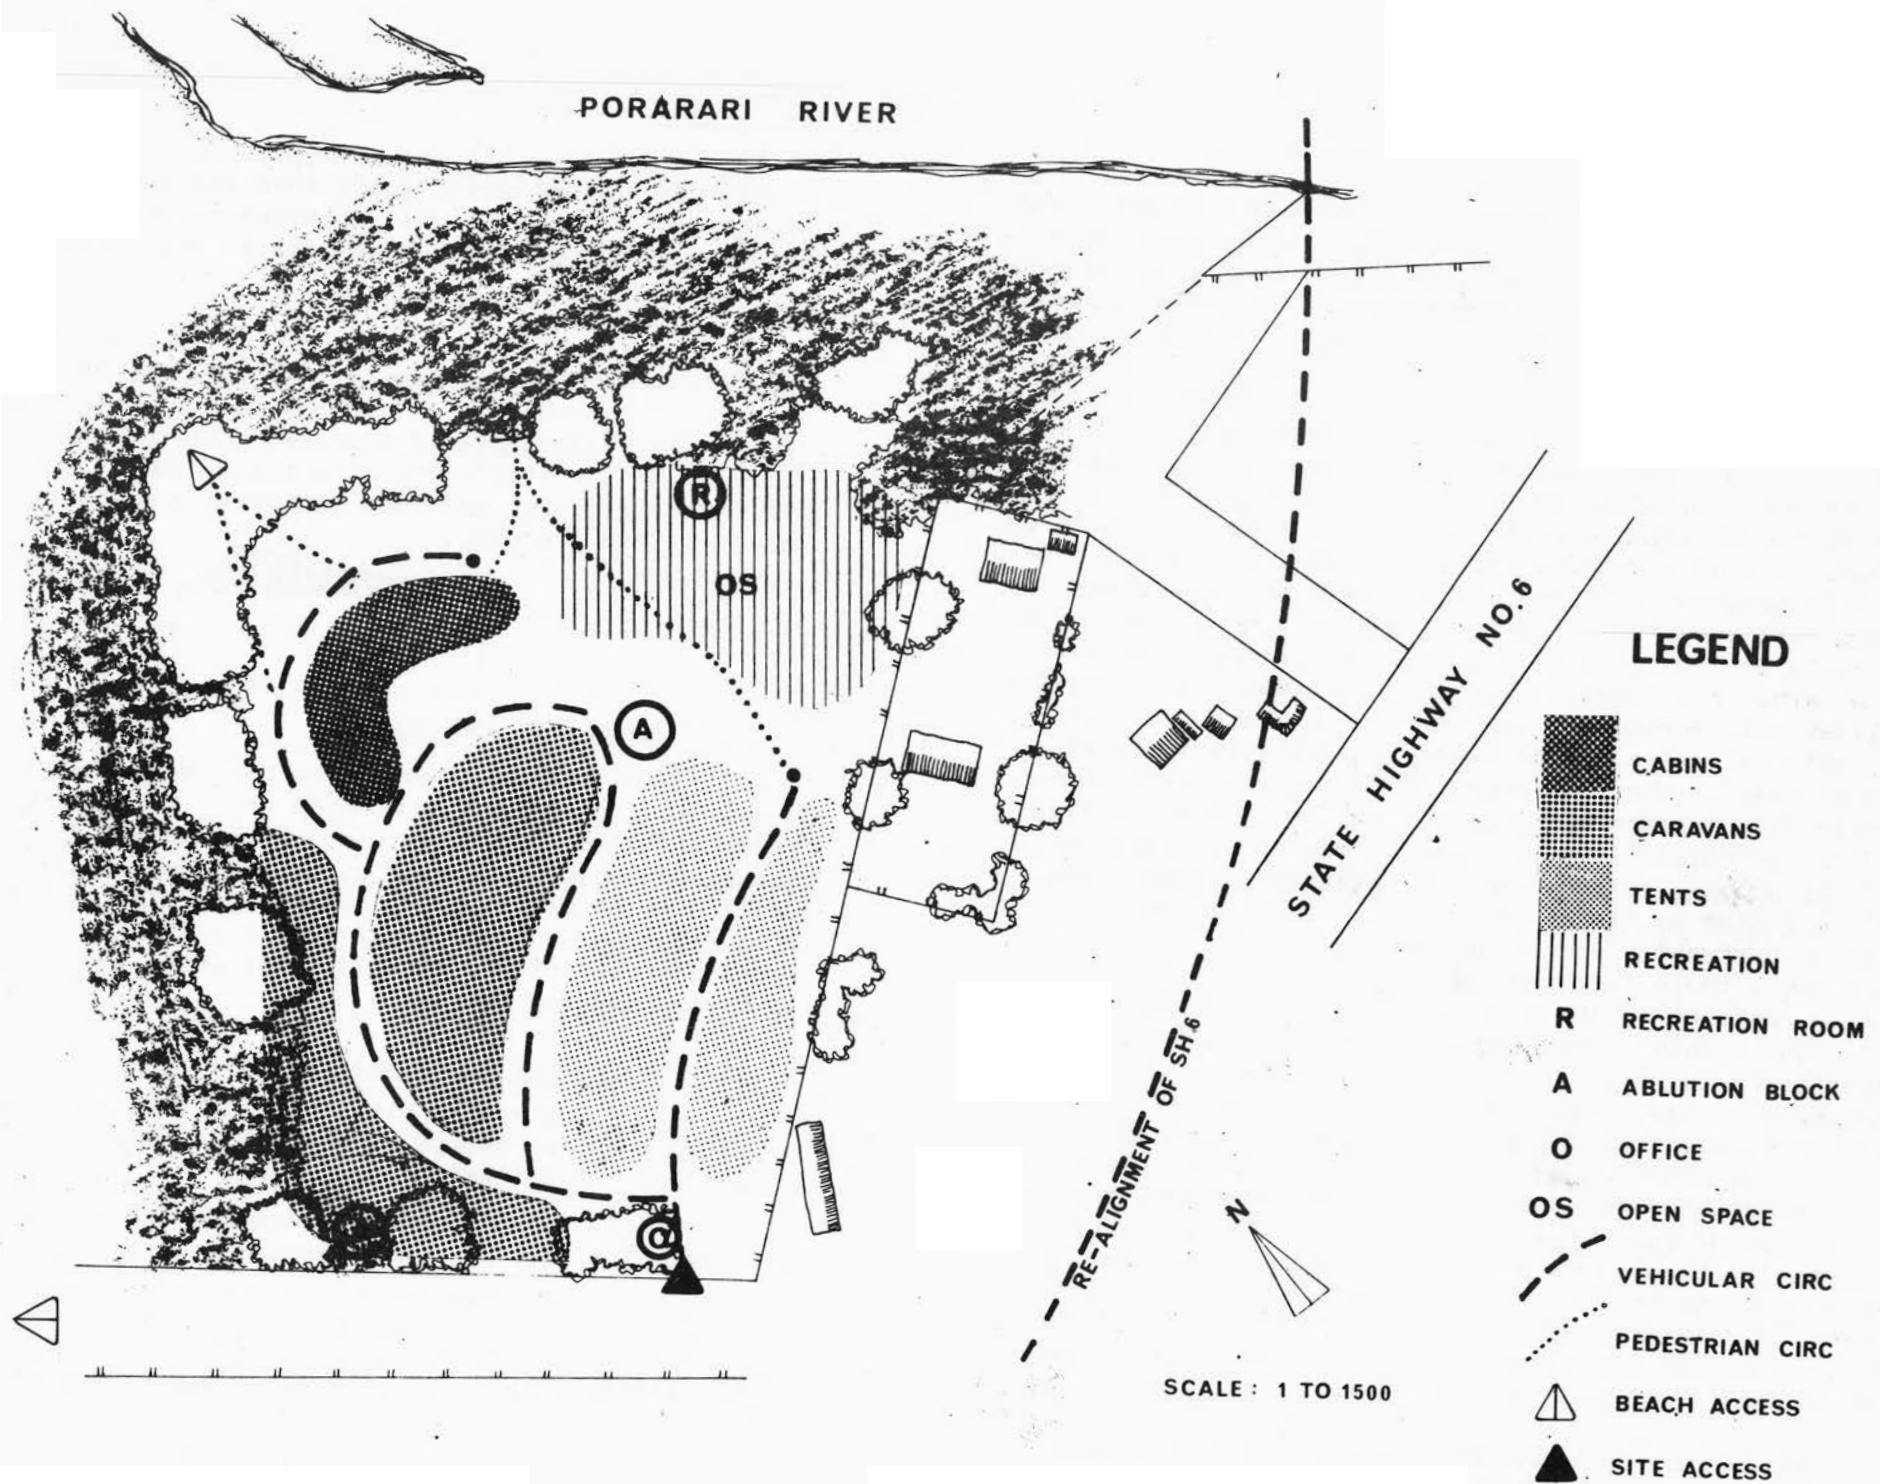 PORARARI RIVER
R
OS
A
STATE HIGHWAY NO.6
RE-ALIGNMENT OF SH.6
N
SCALE: 1 TO 1500
LEGEND
CABINS
CARAVANS
TENTS
RECREATION
R RECREATION ROOM
A ABLUTION BLOCK
O OFFICE
OS OPEN SPACE
VEHICULAR CIRC
PEDESTRIAN CIRC
BEACH ACCESS
SITE ACCESS